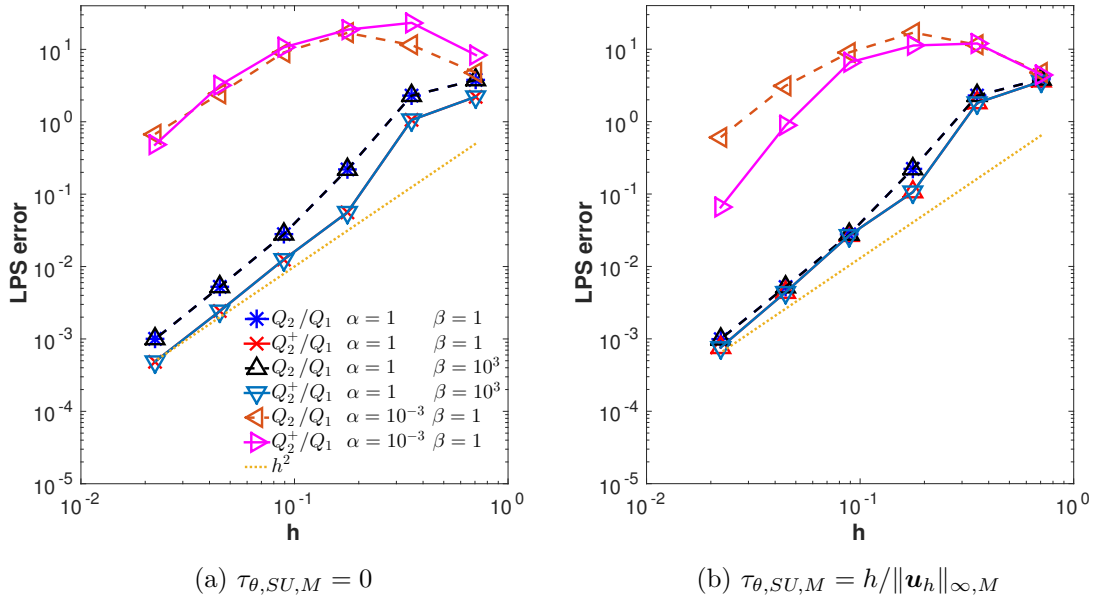 10^2
10^1
10^0
10^{-1}
10^{-2}
10^{-3}
10^{-4}
10^{-5}
LPS error
Q_2/Q_1 α = 1 β = 1
Q_2^+/Q_1 α = 1 β = 1
Q_2/Q_1 α = 1 β = 10^3
Q_2^+/Q_1 α = 1 β = 10^3
Q_2/Q_1 α = 10^{-3} β = 1
Q_2^+/Q_1 α = 10^{-3} β = 1
h^2
10^{-2} 10^{-1} 10^0
h
(a) τ_{θ,SU,M} = 0
10^2
10^1
10^0
10^{-1}
10^{-2}
10^{-3}
10^{-4}
10^{-5}
LPS error
10^{-2} 10^{-1} 10^0
h
(b) τ_{θ,SU,M} = h/‖u_h‖_{∞,M}